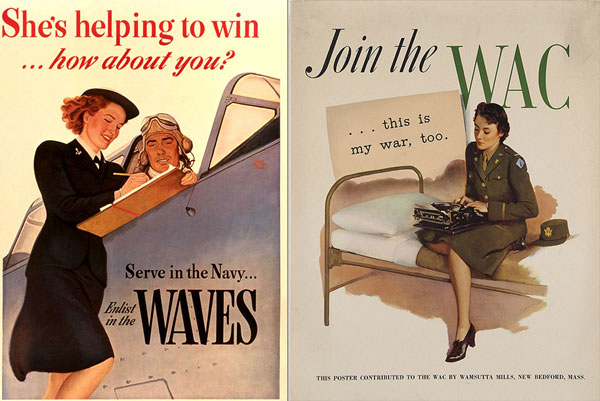 She's helping to win
...how about you?
Serve in the Navy...
Enlist
in the
WAVES
Join the WAC
...this is
my war, too.
THIS POSTER CONTRIBUTED TO THE WAC BY WAMSUTTA MILLS, NEW BEDFORD, MASS.